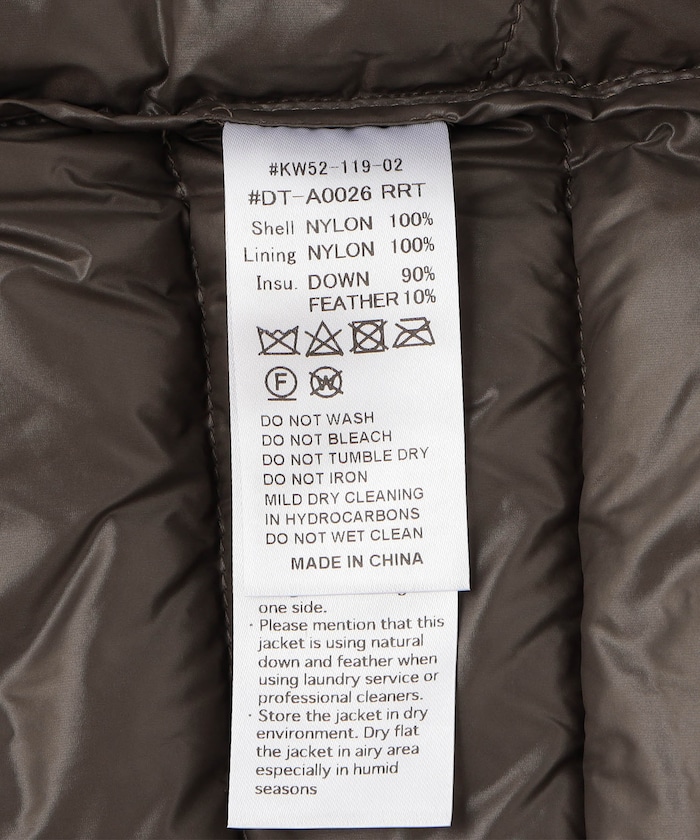 #KW52-119-02
#DT-A0026 RRT
Shell NYLON 100%
Lining NYLON 100%
Insu. DOWN 90%
FEATHER 10%
F W
DO NOT WASH
DO NOT BLEACH
DO NOT TUMBLE DRY
DO NOT IRON
MILD DRY CLEANING
IN HYDROCARBONS
DO NOT WET CLEAN
MADE IN CHINA
one side.
・Please mention that this
jacket is using natural
down and feather when
using laundry service or
professional cleaners.
・Store the jacket in dry
environment. Dry flat
the jacket in airy area
especially in humid
seasons